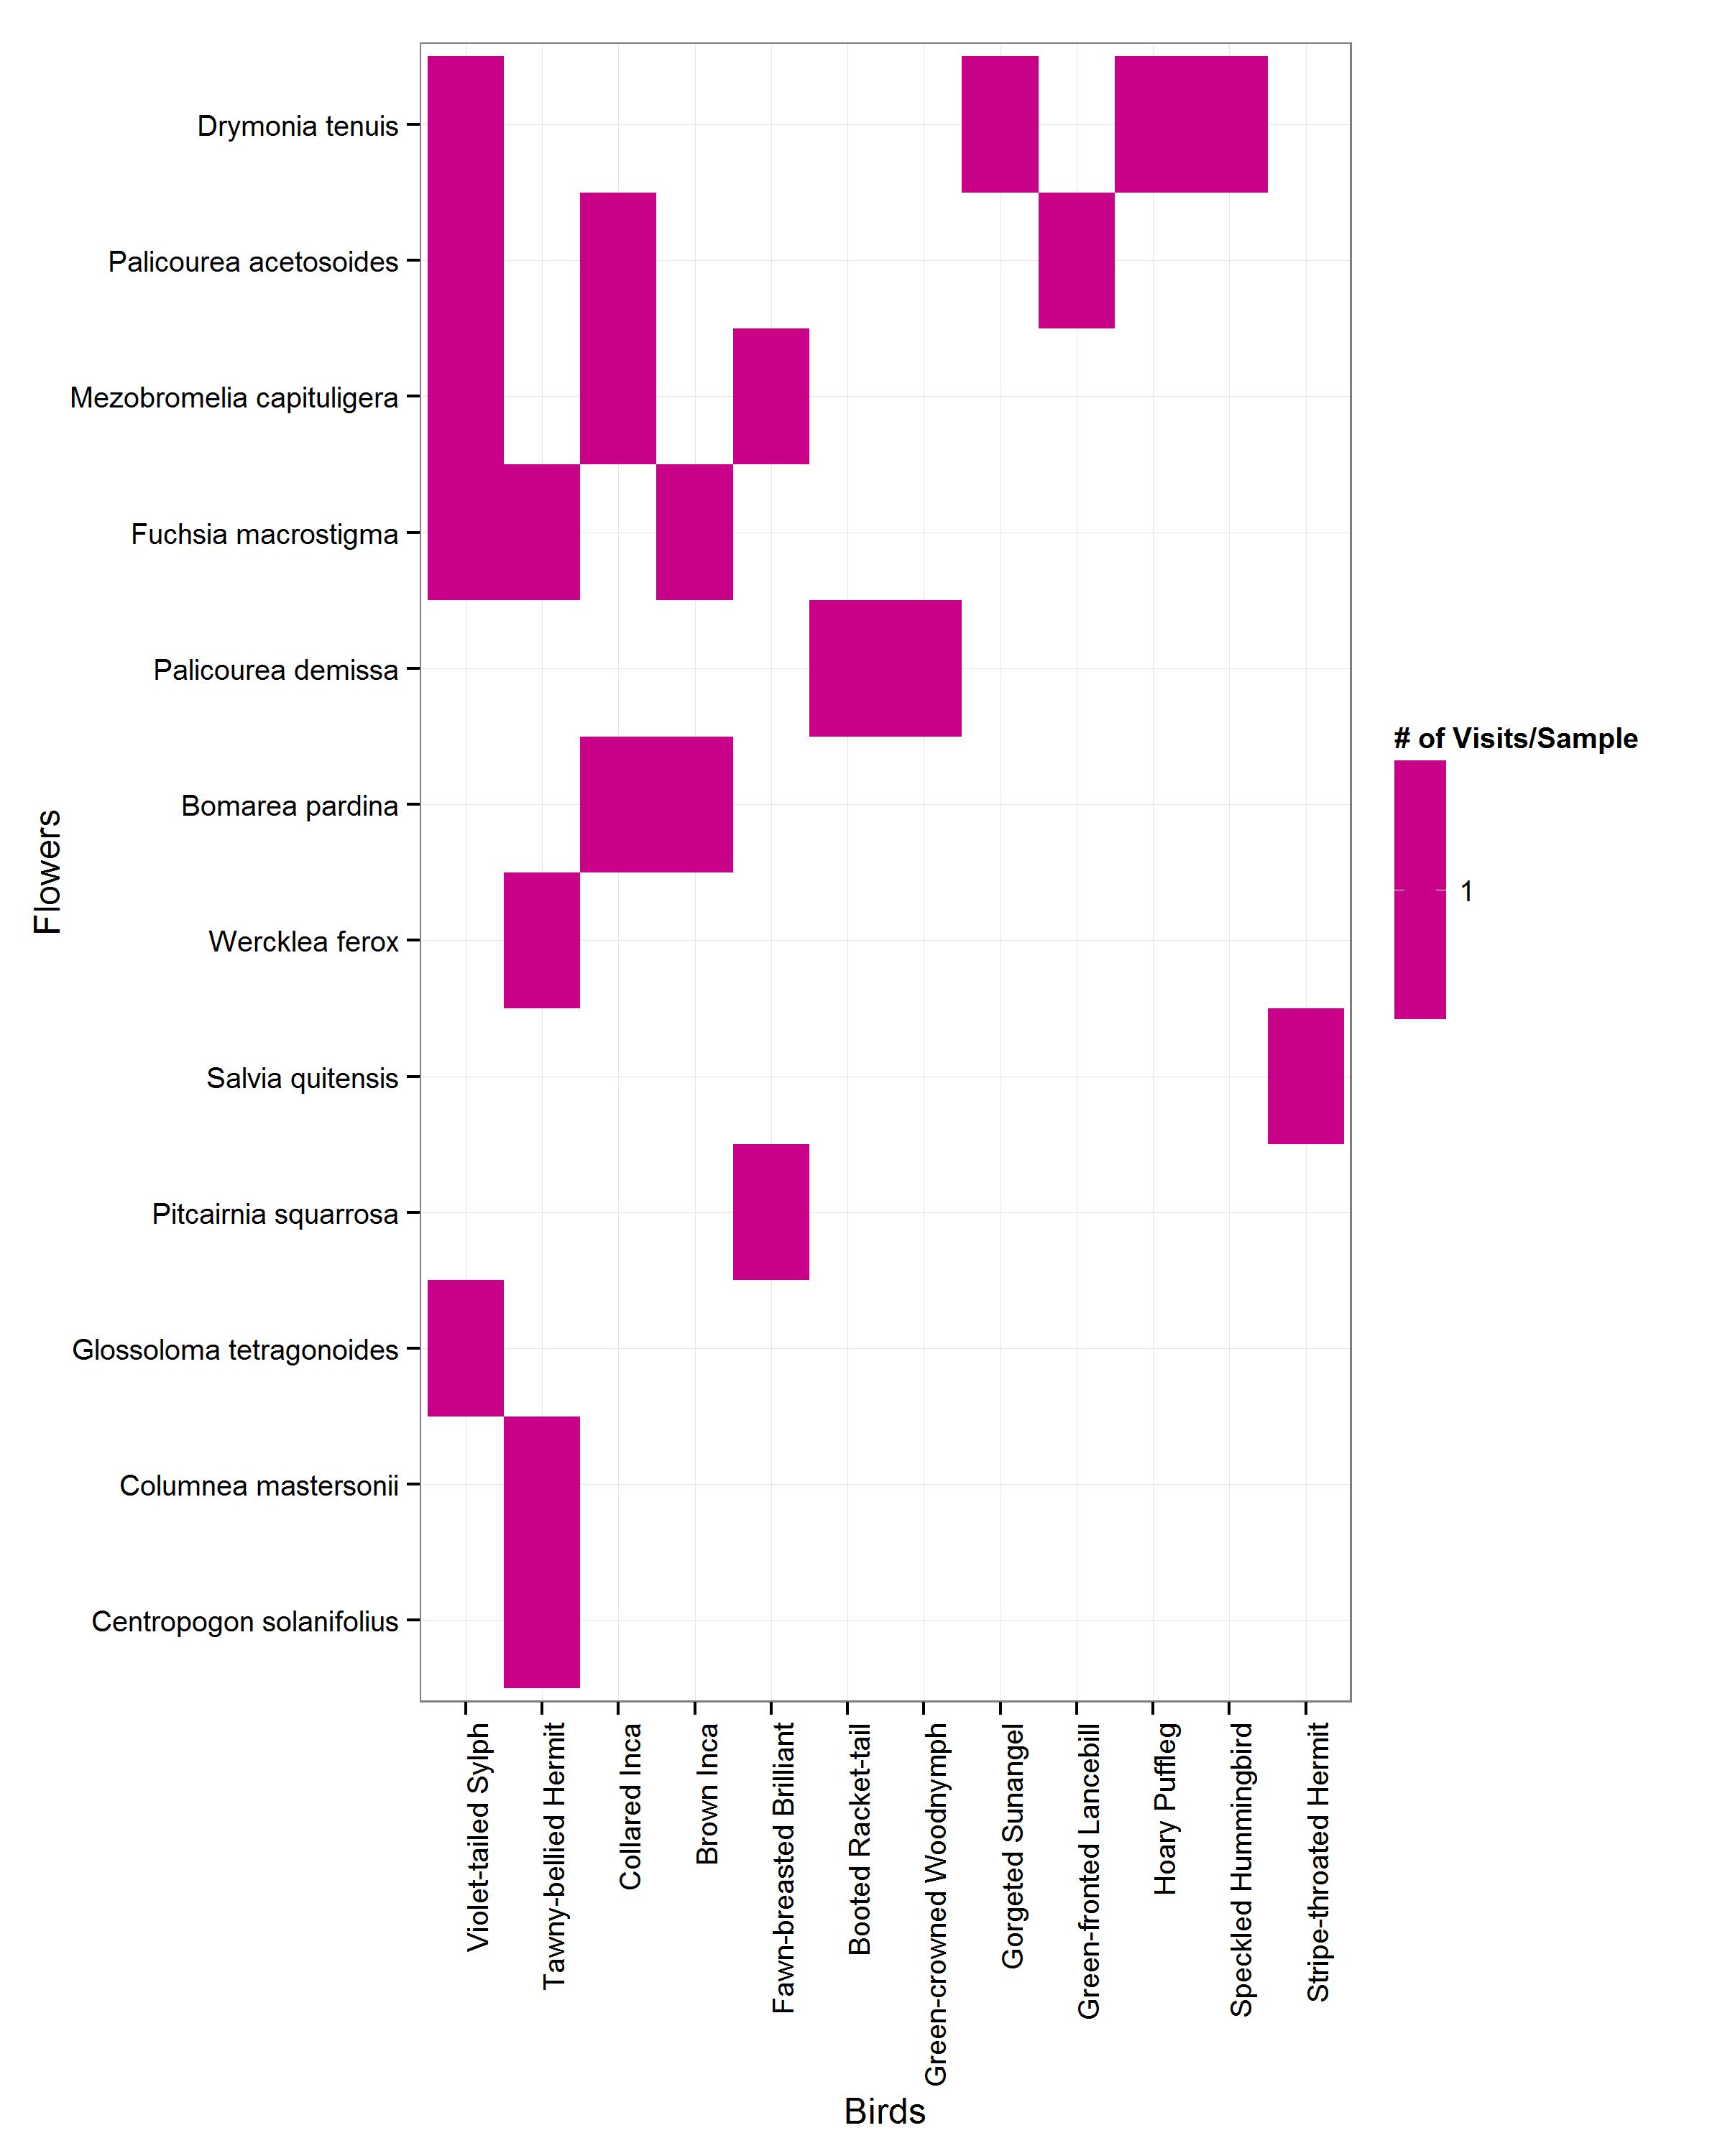 Drymonia tenuis
Palicourea acetosoides
Mezobromelia capituligera
Fuchsia macrostigma
Palicourea demissa
Bomarea pardina
Wercklea ferox
Salvia quitensis
Pitcairnia squarrosa
Glossoloma tetragonoides
Columnea mastersonii
Centropogon solanifolius
Flowers
# of Visits/Sample
1
Violet-tailed Sylph
Tawny-bellied Hermit
Collared Inca
Brown Inca
Fawn-breasted Brilliant
Booted Racket-tail
Green-crowned Woodnymph
Gorgeted Sunangel
Green-fronted Lancebill
Hoary Puffleg
Speckled Hummingbird
Stripe-throated Hermit
Birds